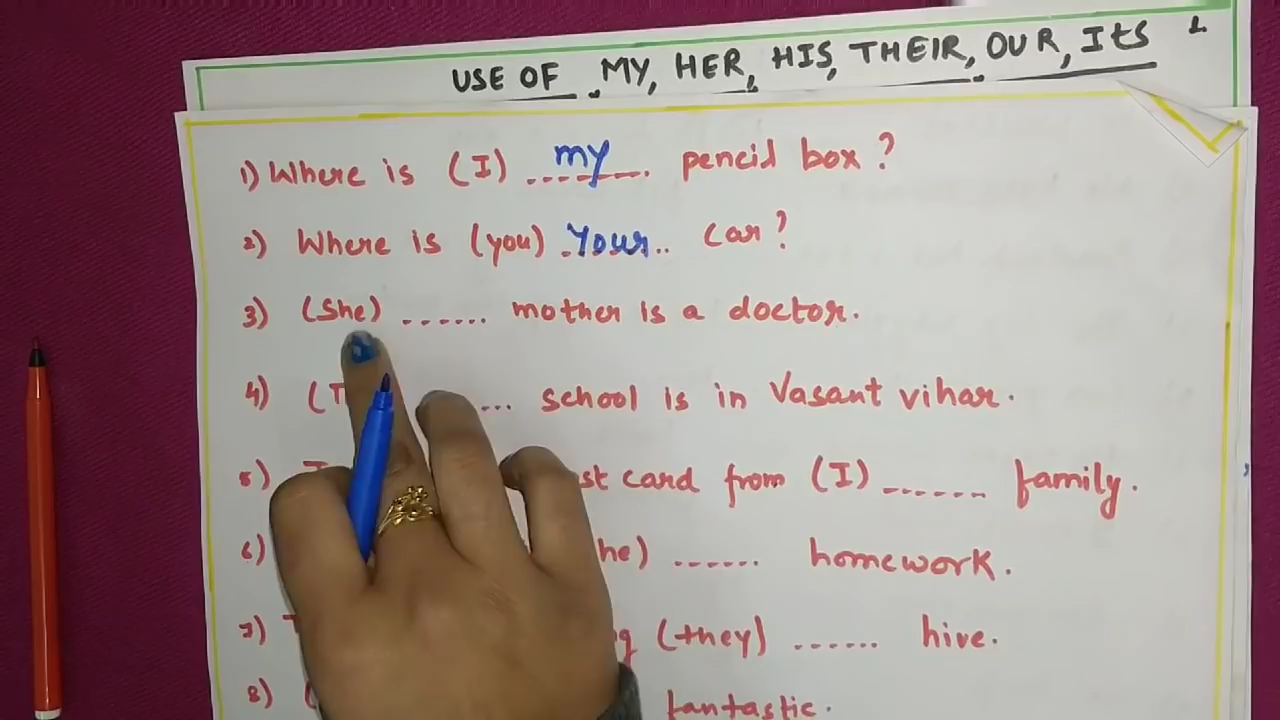 USE OF MY, HER, HIS, THEIR, OUR, Its
1) Where is (I) my pencil box?
2) Where is (you) Your car?
3) (She) ...... mother is a doctor.
4) ... school is in Vasant vihar.
5) card from (I) ...... family.
6) ...... homework.
7) (they) ...... hive.
8) fantastic.